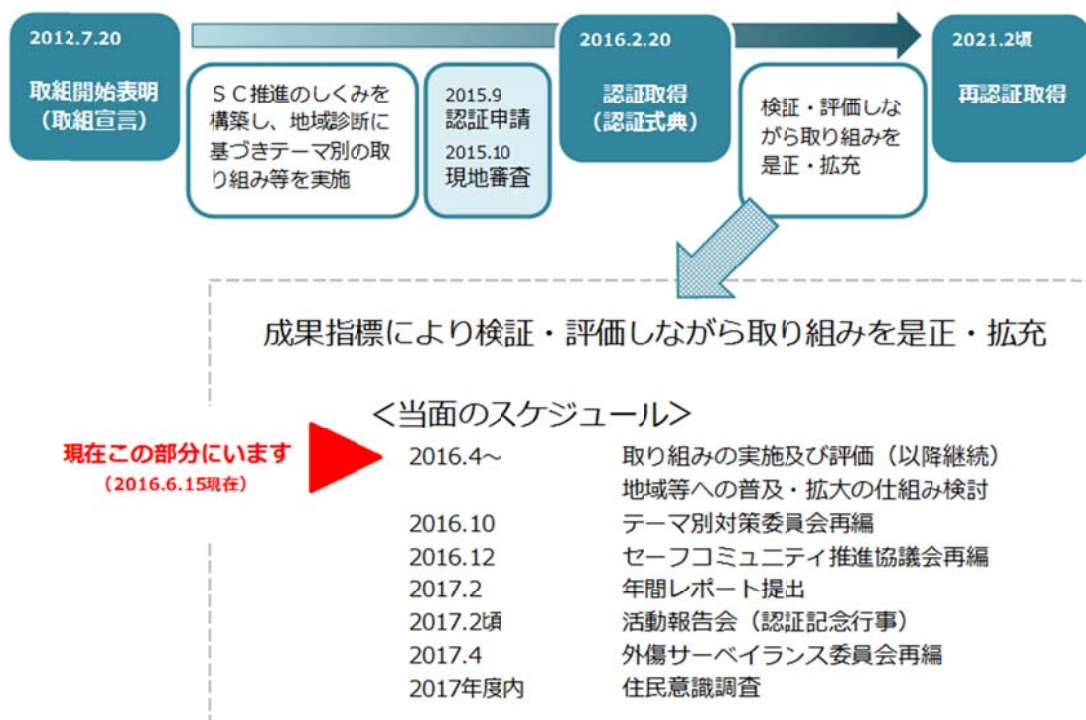 2012.7.20
取組開始表明
(取組宣言)
ＳＣ推進のしくみを
構築し、地域診断に
基づきテーマ別の取
り組み等を実施
2015.9
認証申請
2015.10
現地審査
2016.2.20
認証取得
(認証式典)
検証・評価しな
がら取り組みを
是正・拡充
2021.2頃
再認証取得
成果指標により検証・評価しながら取り組みを是正・拡充
＜当面のスケジュール＞
現在この部分にいます
(2016.6.15現在)
2016.4～ 取り組みの実施及び評価（以降継続）
地域等への普及・拡大の仕組み検討
2016.10 テーマ別対策委員会再編
2016.12 セーフコミュニティ推進協議会再編
2017.2 年間レポート提出
2017.2頃 活動報告会（認証記念行事）
2017.4 外傷サーベイランス委員会再編
2017年度内 住民意識調査